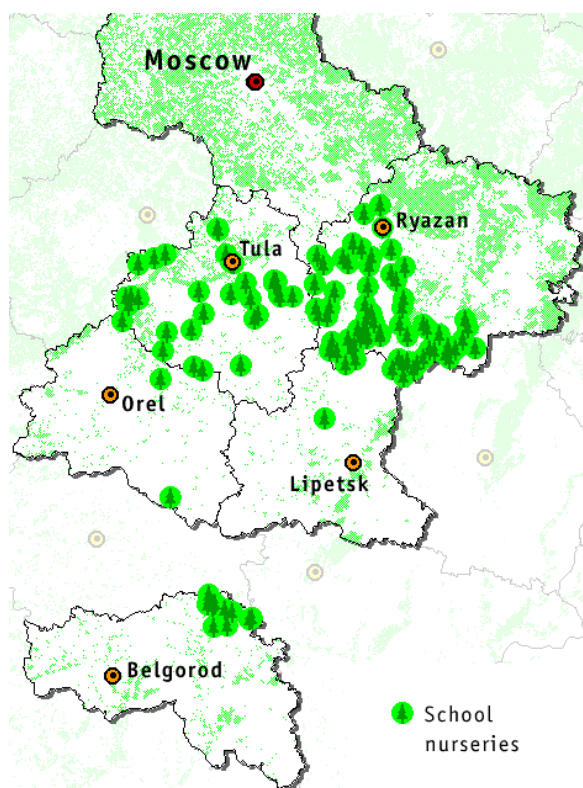 Moscow
Ryazan
Tula
Orel
Lipetsk
Belgorod
School
nurseries